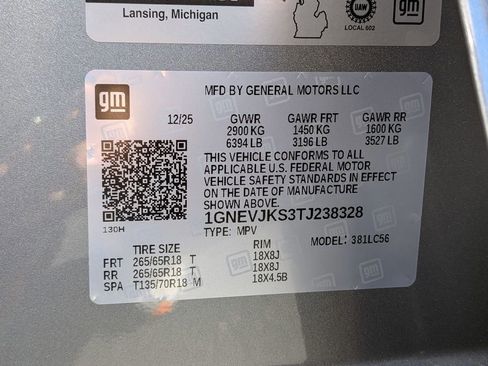 Lansing, Michigan
UAW
LOCAL 602
gm
gm
MFD BY GENERAL MOTORS LLC
12/25 GVWR GAWR FRT GAWR RR
2900 KG 1450 KG 1600 KG
6394 LB 3196 LB 3527 LB
THIS VEHICLE CONFORMS TO ALL
APPLICABLE U.S. FEDERAL MOTOR
VEHICLE SAFETY STANDARDS IN EFFECT
ON THE DATE OF MANUFACTURE
SHOWN ABOVE.
1GNEVJKS3TJ238328
130H
TYPE: MPV MODEL: 381LC56
TIRE SIZE RIM
FRT 265/65R18 T 18X8J
RR 265/65R18 T 18X8J
SPA T135/70R18 M 18X4.5B